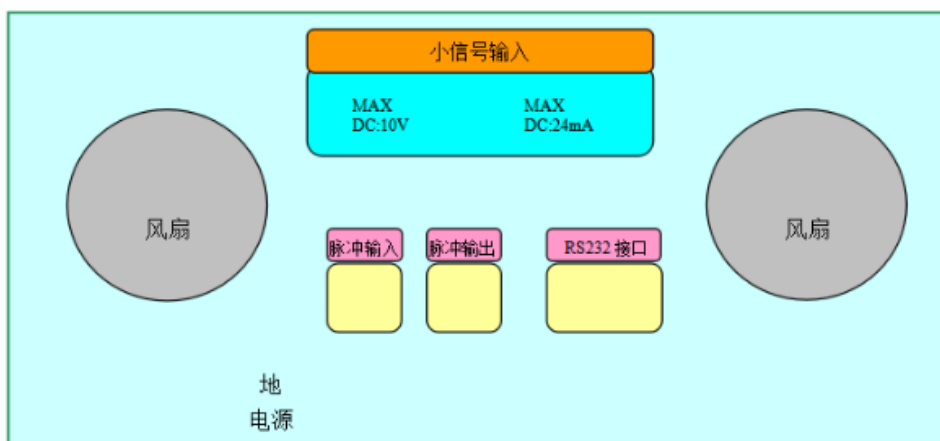 小信号输入
MAX
DC:10V
MAX
DC:24mA
风扇
风扇
脉冲输入
脉冲输出
RS232 接口
地
电源